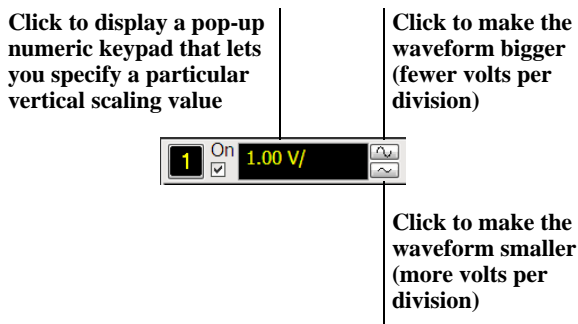 Click to display a pop-up
numeric keypad that lets
you specify a particular
vertical scaling value
Click to make the
waveform bigger
(fewer volts per
division)
1
On
1.00 V/
Click to make the
waveform smaller
(more volts per
division)